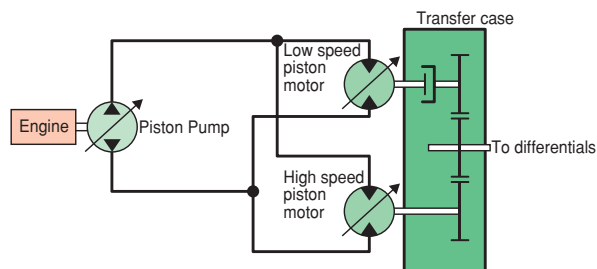 Transfer case
Low speed
piston
motor
Engine
Piston Pump
To differentials
High speed
piston
motor